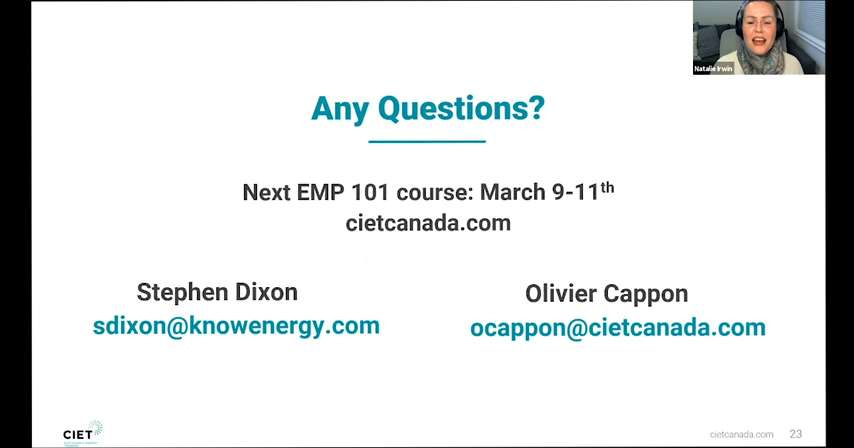 Natalie Irwin
Any Questions?
Next EMP 101 course: March 9-11th
cietcanada.com
Stephen Dixon
sdixon@knowenergy.com
Olivier Cappon
ocappon@cietcanada.com
CIET
cietcanada.com 23